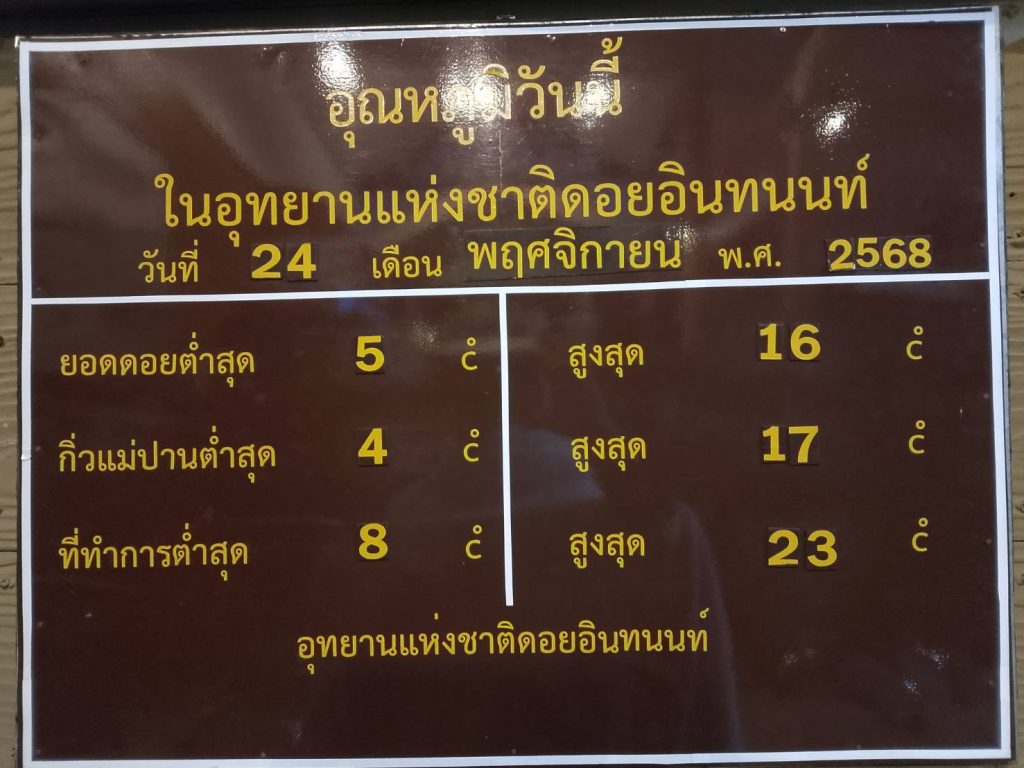 อุณหภูมิวันนี้
ในอุทยานแห่งชาติดอยอินทนนท์
วันที่ 24 เดือน พฤศจิกายน พ.ศ. 2568
ยอดดอยต่ำสุด 5 c° สูงสุด 16 c°
กิ่วแม่ปานต่ำสุด 4 c° สูงสุด 17 c°
ที่ทำการต่ำสุด 8 c° สูงสุด 23 c°
อุทยานแห่งชาติดอยอินทนนท์